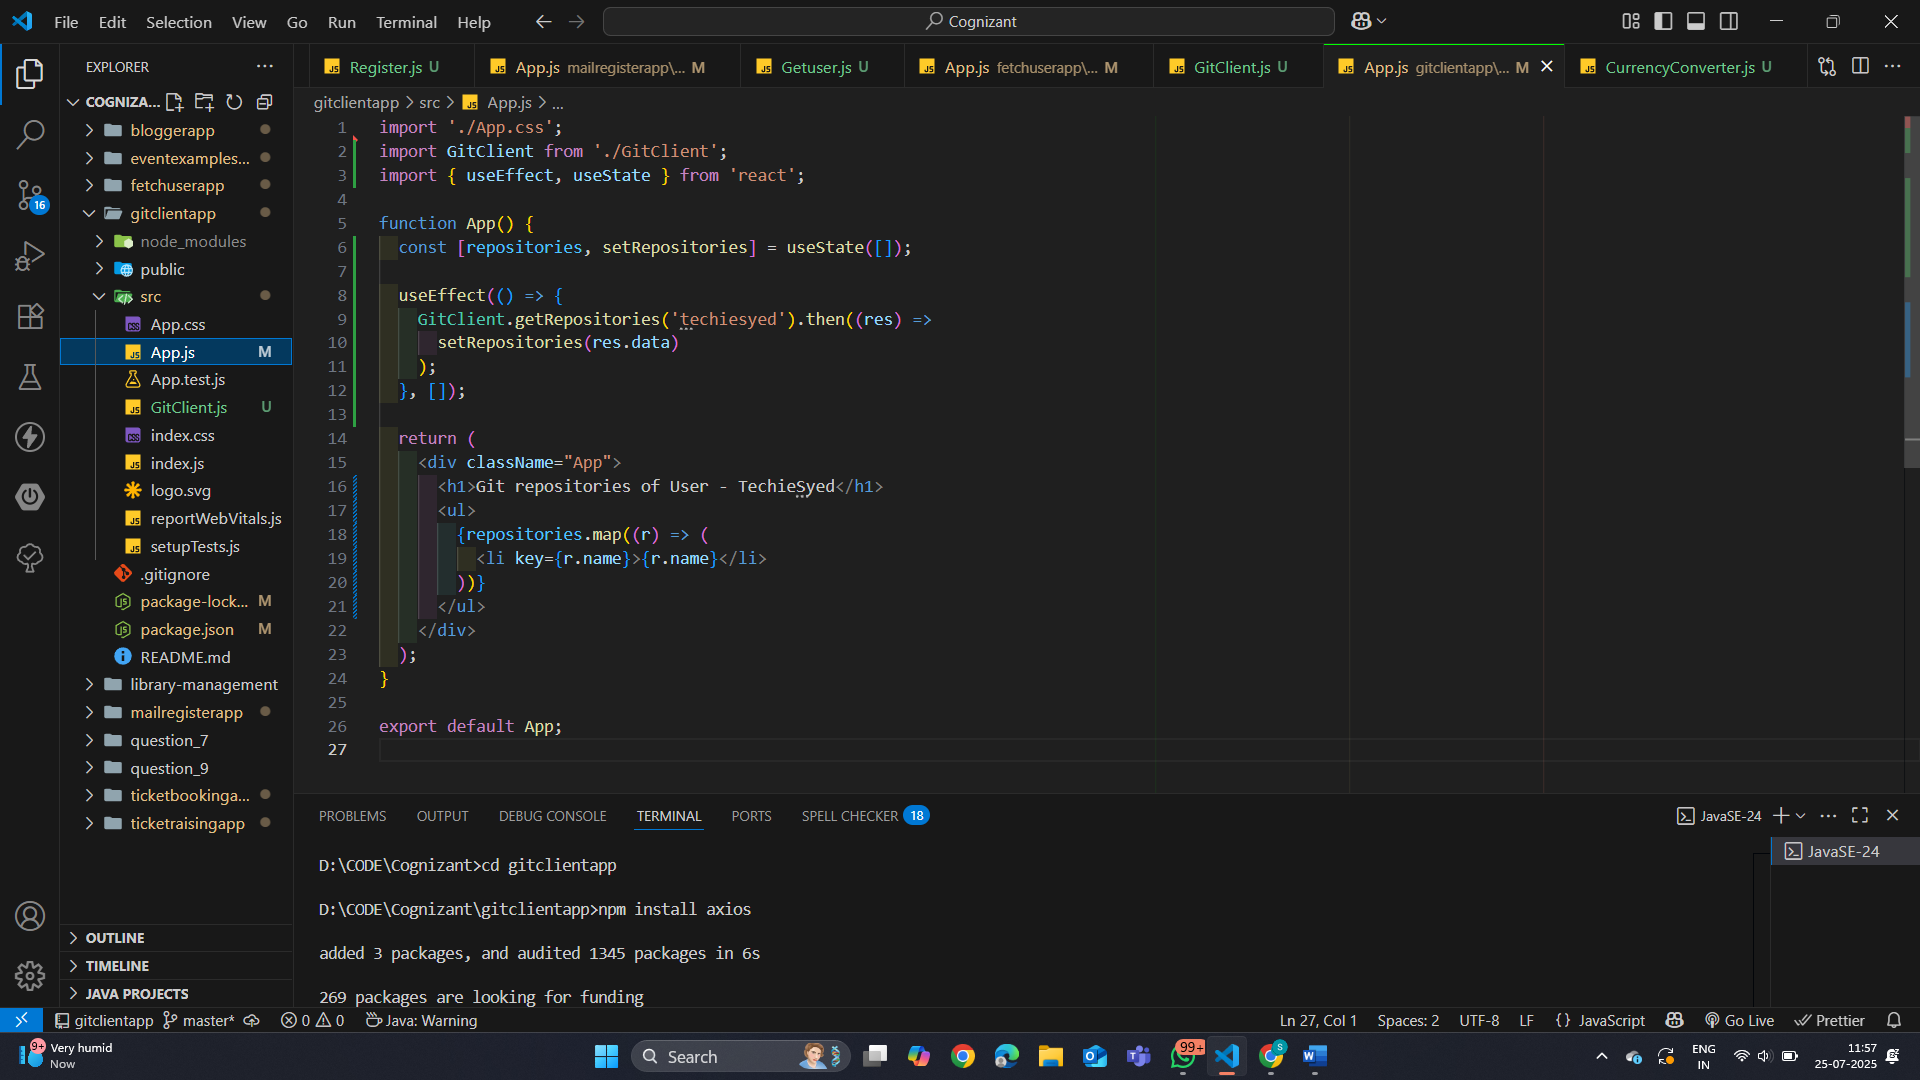 File Edit Selection View Go Run Terminal Help
Cognizant
EXPLORER
Register.js U
App.js mailregisterapp\... M
Getuser.js U
App.js fetchuserapp\... M
GitClient.js U
App.js gitclientapp\... M
CurrencyConverter.js U
COGNIZA...
bloggerapp
eventexamples...
fetchuserapp
gitclientapp
node_modules
public
src
App.css
App.js M
App.test.js
GitClient.js U
index.css
index.js
logo.svg
reportWebVitals.js
setupTests.js
.gitignore
package-lock... M
package.json M
README.md
library-management
mailregisterapp
question_7
question_9
ticketbookinga...
ticketraisingapp
OUTLINE
TIMELINE
JAVA PROJECTS
16
gitclientapp > src > App.js > ...
1 import './App.css';
2 import GitClient from './GitClient';
3 import { useEffect, useState } from 'react';
4
5 function App() {
6 const [repositories, setRepositories] = useState([]);
7
8 useEffect(() => {
9 GitClient.getRepositories('techiesyed').then((res) =>
10 setRepositories(res.data)
11 );
12 }, []);
13
14 return (
15 <div className="App">
16 <h1>Git repositories of User - TechieSyed</h1>
17 <ul>
18 {repositories.map((r) => (
19 <li key={r.name}>{r.name}</li>
20 ))}
21 </ul>
22 </div>
23 );
24 }
25
26 export default App;
27
PROBLEMS OUTPUT DEBUG CONSOLE TERMINAL PORTS SPELL CHECKER 18
JavaSE-24
JavaSE-24
D:\CODE\Cognizant>cd gitclientapp
D:\CODE\Cognizant\gitclientapp>npm install axios
added 3 packages, and audited 1345 packages in 6s
269 packages are looking for funding
gitclientapp master* 0 0 Java: Warning
Ln 27, Col 1 Spaces: 2 UTF-8 LF {} JavaScript Go Live Prettier
9+ Very humid
Now
Search
99+
S
ENG
IN
11:57
25-07-2025